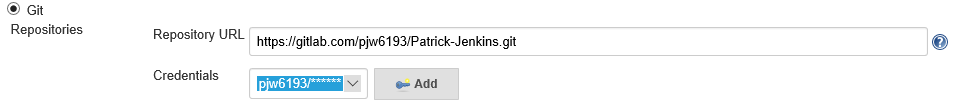 Git
Repositories
Repository URL https://gitlab.com/pjw6193/Patrick-Jenkins.git ?
Credentials
pjw6193/****** Add